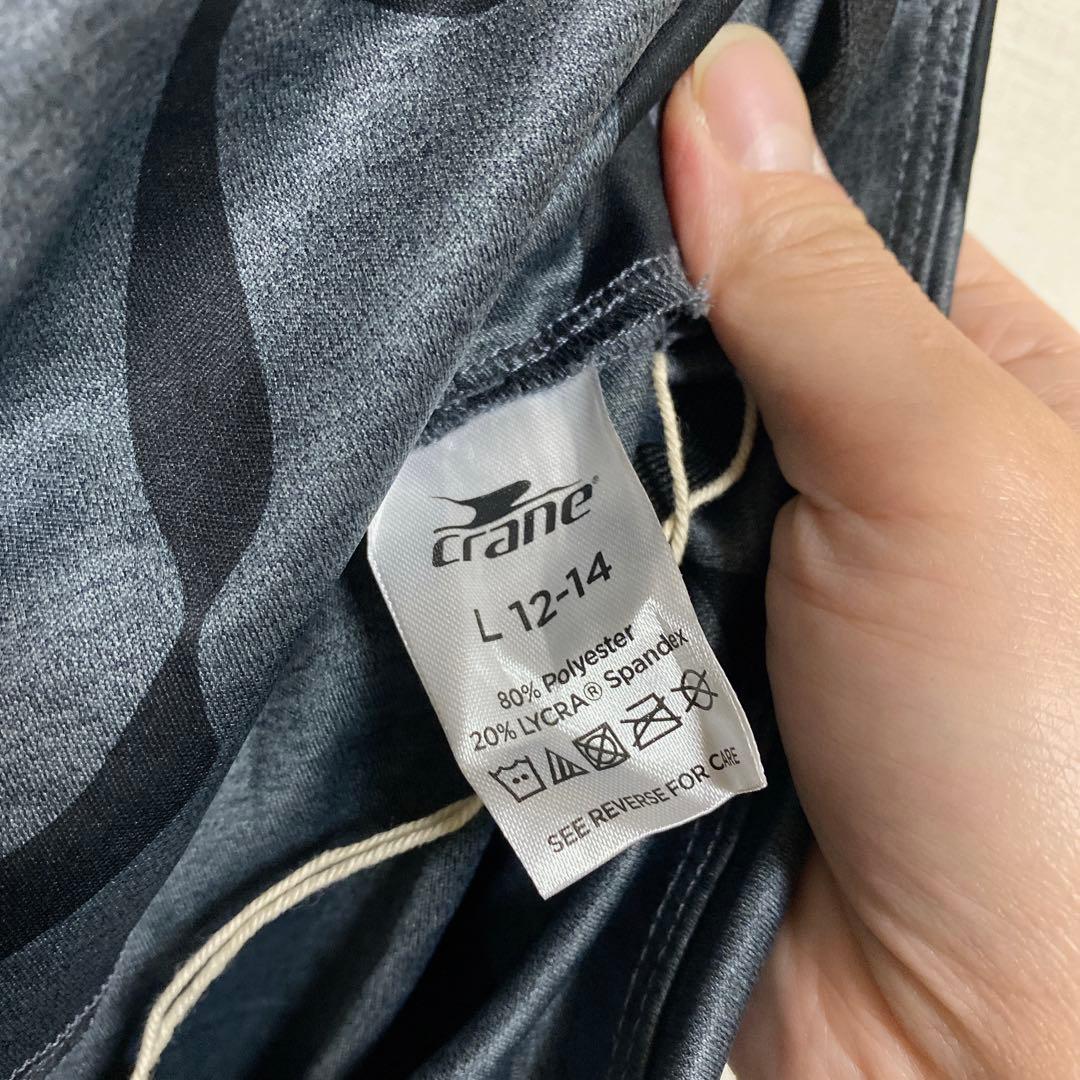 crane®
L 12-14
80% Polyester
20% LYCRA® Spandex
SEE REVERSE FOR CARE